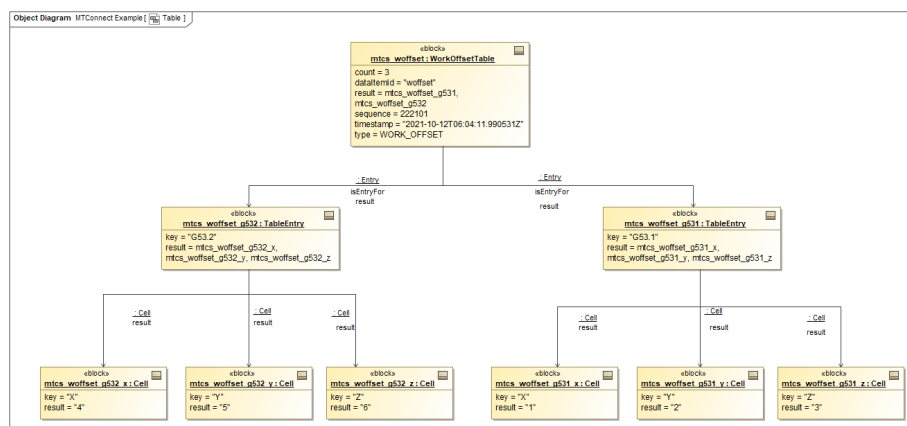 Object Diagram MTConnect Example [ Table ]
«block»
mtcs_woffset : WorkOffsetTable
count = 3
dataItemId = "woffset"
result = mtcs_woffset_g531,
mtcs_woffset_g532
sequence = 222101
timestamp = "2021-10-12T06:04:11.990531Z"
type = WORK_OFFSET
: Entry
isEntryFor
result
: Entry
isEntryFor
result
«block»
mtcs_woffset_g532 : TableEntry
key = "G53.2"
result = mtcs_woffset_g532_x,
mtcs_woffset_g532_y, mtcs_woffset_g532_z
«block»
mtcs_woffset_g531 : TableEntry
key = "G53.1"
result = mtcs_woffset_g531_x,
mtcs_woffset_g531_y, mtcs_woffset_g531_z
: Cell
result
: Cell
result
: Cell
result
: Cell
result
: Cell
result
: Cell
result
«block»
mtcs_woffset_g532_x : Cell
key = "X"
result = "4"
«block»
mtcs_woffset_g532_y : Cell
key = "Y"
result = "5"
«block»
mtcs_woffset_g532_z : Cell
key = "Z"
result = "6"
«block»
mtcs_woffset_g531_x : Cell
key = "X"
result = "1"
«block»
mtcs_woffset_g531_y : Cell
key = "Y"
result = "2"
«block»
mtcs_woffset_g531_z : Cell
key = "Z"
result = "3"